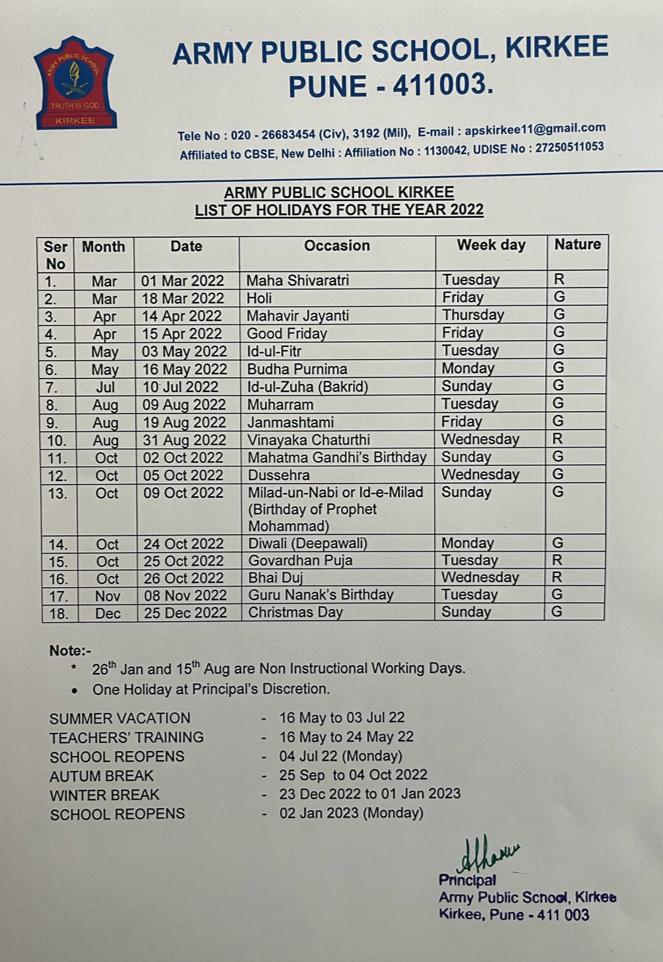 ARMY PUBLIC SCHOOL
TRUTH IS GOD
KIRKEE
ARMY PUBLIC SCHOOL, KIRKEE
PUNE - 411003.
Tele No : 020 - 26683454 (Civ), 3192 (Mil), E-mail : apskirkee11@gmail.com
Affiliated to CBSE, New Delhi : Affiliation No : 1130042, UDISE No : 27250511053
ARMY PUBLIC SCHOOL KIRKEE
LIST OF HOLIDAYS FOR THE YEAR 2022
Ser No Month Date Occasion Week day Nature
1. Mar 01 Mar 2022 Maha Shivaratri Tuesday R
2. Mar 18 Mar 2022 Holi Friday G
3. Apr 14 Apr 2022 Mahavir Jayanti Thursday G
4. Apr 15 Apr 2022 Good Friday Friday G
5. May 03 May 2022 Id-ul-Fitr Tuesday G
6. May 16 May 2022 Budha Purnima Monday G
7. Jul 10 Jul 2022 Id-ul-Zuha (Bakrid) Sunday G
8. Aug 09 Aug 2022 Muharram Tuesday G
9. Aug 19 Aug 2022 Janmashtami Friday G
10. Aug 31 Aug 2022 Vinayaka Chaturthi Wednesday R
11. Oct 02 Oct 2022 Mahatma Gandhi's Birthday Sunday G
12. Oct 05 Oct 2022 Dussehra Wednesday G
13. Oct 09 Oct 2022 Milad-un-Nabi or Id-e-Milad Sunday G
(Birthday of Prophet
Mohammad)
14. Oct 24 Oct 2022 Diwali (Deepawali) Monday G
15. Oct 25 Oct 2022 Govardhan Puja Tuesday R
16. Oct 26 Oct 2022 Bhai Duj Wednesday R
17. Nov 08 Nov 2022 Guru Nanak's Birthday Tuesday G
18. Dec 25 Dec 2022 Christmas Day Sunday G
Note:-
* 26th Jan and 15th Aug are Non Instructional Working Days.
• One Holiday at Principal's Discretion.
SUMMER VACATION - 16 May to 03 Jul 22
TEACHERS' TRAINING - 16 May to 24 May 22
SCHOOL REOPENS - 04 Jul 22 (Monday)
AUTUM BREAK - 25 Sep to 04 Oct 2022
WINTER BREAK - 23 Dec 2022 to 01 Jan 2023
SCHOOL REOPENS - 02 Jan 2023 (Monday)
Principal
Army Public School, Kirkee
Kirkee, Pune - 411 003